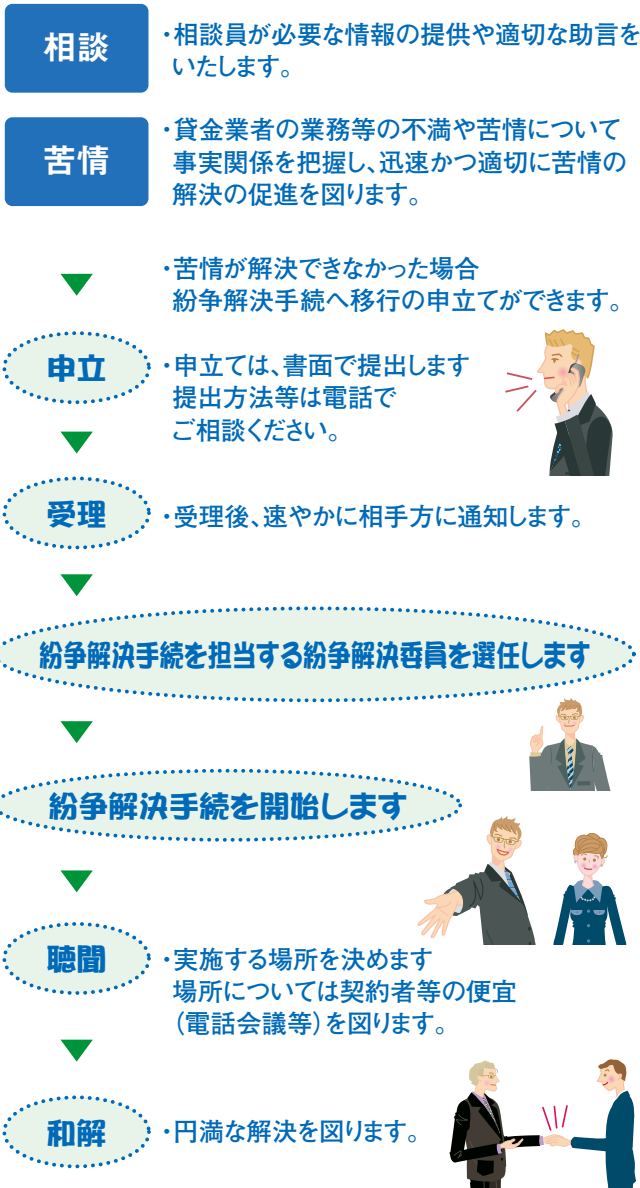 相談
・相談員が必要な情報の提供や適切な助言を
いたします。
苦情
・貸金業者の業務等の不満や苦情について
事実関係を把握し、迅速かつ適切に苦情の
解決の促進を図ります。
・苦情が解決できなかった場合
紛争解決手続へ移行の申立てができます。
申立
・申立ては、書面で提出します
提出方法等は電話で
ご相談ください。
受理
・受理後、速やかに相手方に通知します。
紛争解決手続を担当する紛争解決委員を選任します
紛争解決手続を開始します
聴聞
・実施する場所を決めます
場所については契約者等の便宜
(電話会議等)を図ります。
和解
・円満な解決を図ります。